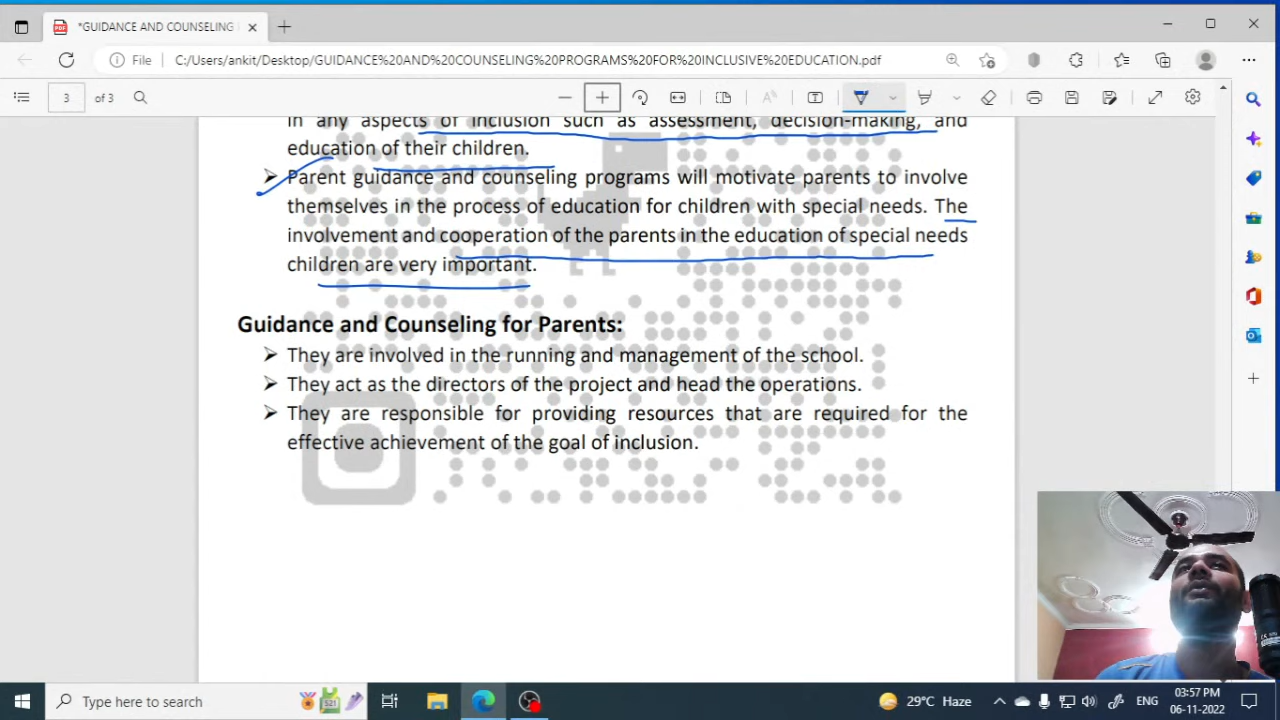 *GUIDANCE AND COUNSELING
File
C:/Users/ankit/Desktop/GUIDANCE%20AND%20COUNSELING%20PROGRAMS%20FOR%20INCLUSIVE%20EDUCATION.pdf
3 of 3
in any aspects of inclusion such as assessment, decision-making, and
education of their children.
➢ Parent guidance and counseling programs will motivate parents to involve
themselves in the process of education for children with special needs. The
involvement and cooperation of the parents in the education of special needs
children are very important.
Guidance and Counseling for Parents:
➢ They are involved in the running and management of the school.
➢ They act as the directors of the project and head the operations.
➢ They are responsible for providing resources that are required for the
effective achievement of the goal of inclusion.
Type here to search
29°C Haze
ENG
03:57 PM
06-11-2022